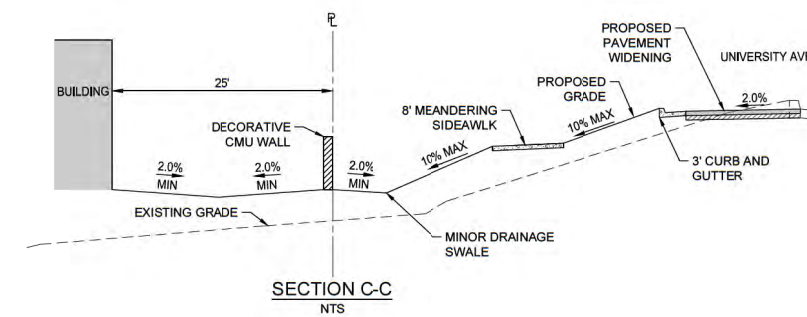 PL
PROPOSED
PAVEMENT
WIDENING
UNIVERSITY AVE
BUILDING
25'
PROPOSED
GRADE
2.0%
8' MEANDERING
SIDEAWLK
DECORATIVE
CMU WALL
10% MAX
10% MAX
2.0%
MIN
2.0%
MIN
2.0%
MIN
3' CURB AND
GUTTER
EXISTING GRADE
MINOR DRAINAGE
SWALE
SECTION C-C
NTS